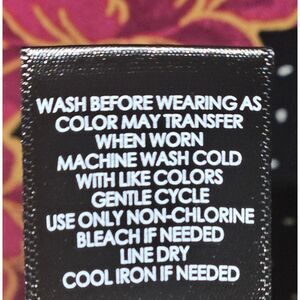 WASH BEFORE WEARING AS
COLOR MAY TRANSFER
WHEN WORN
MACHINE WASH COLD
WITH LIKE COLORS
GENTLE CYCLE
USE ONLY NON-CHLORINE
BLEACH IF NEEDED
LINE DRY
COOL IRON IF NEEDED